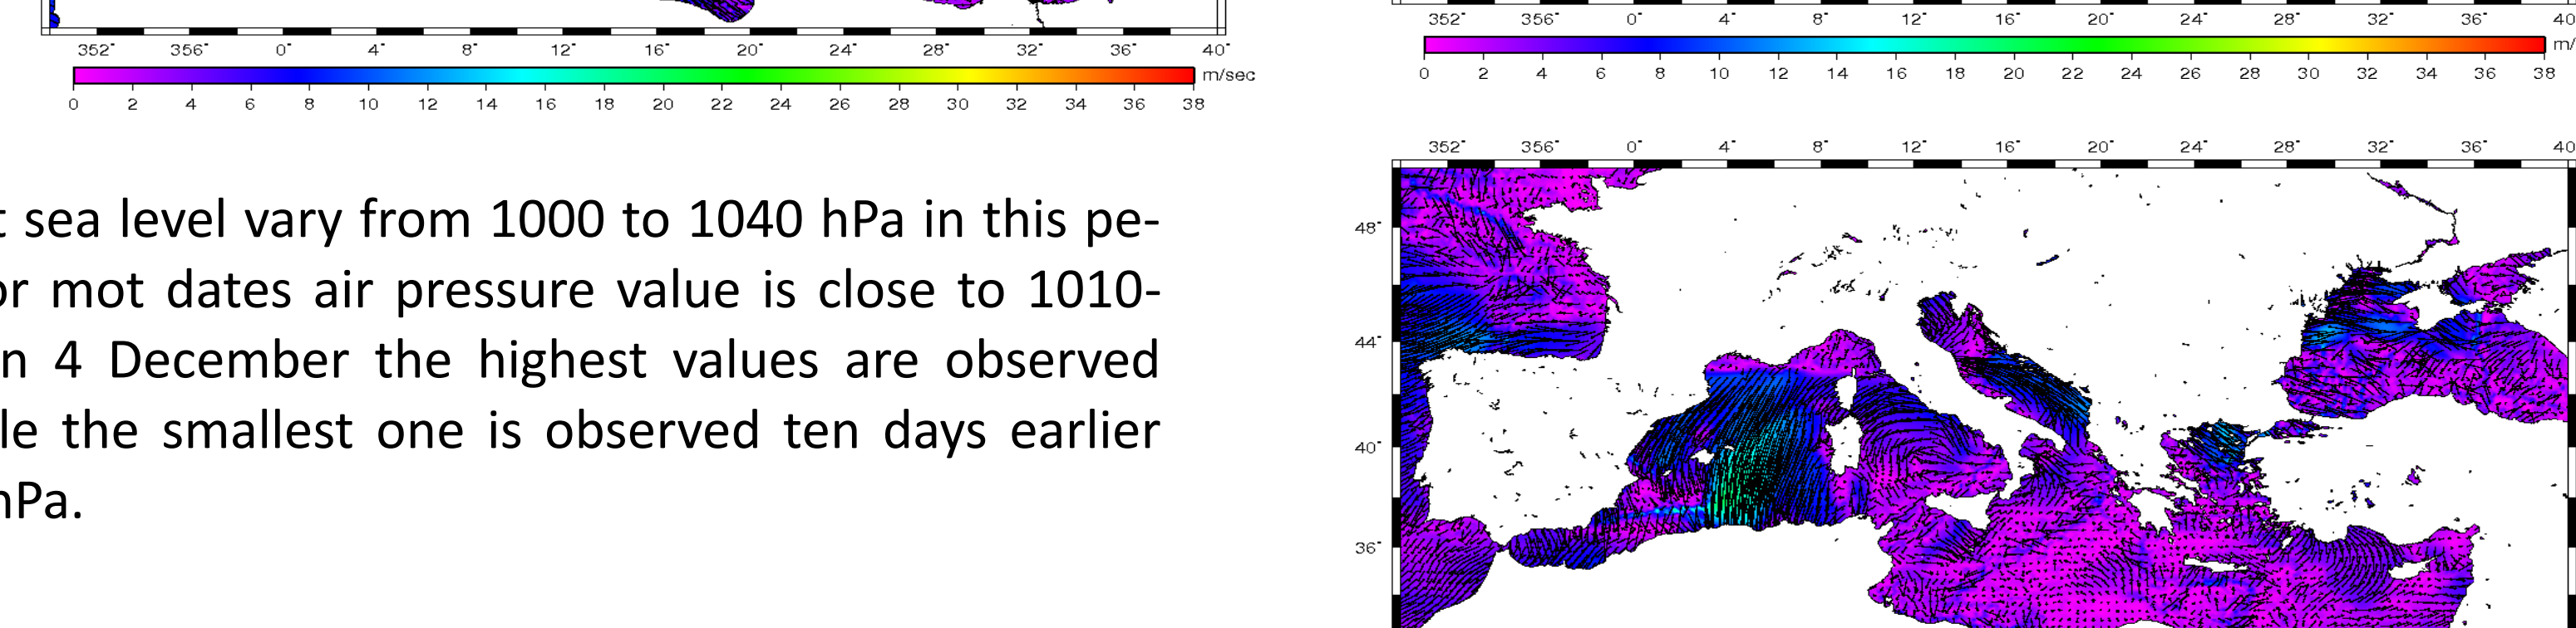 352° 356° 0° 4° 8° 12° 16° 20° 24° 28° 32° 36° 40°
m/sec
0 2 4 6 8 10 12 14 16 18 20 22 24 26 28 30 32 34 36 38
sea level vary from 1000 to 1040 hPa in this pe-
mot dates air pressure value is close to 1010-
4 December the highest values are observed
the smallest one is observed ten days earlier
hPa.
352° 356° 0° 4° 8° 12° 16° 20° 24° 28° 32° 36° 40
m/
0 2 4 6 8 10 12 14 16 18 20 22 24 26 28 30 32 34 36 38
352° 356° 0° 4° 8° 12° 16° 20° 24° 28° 32° 36° 40
48°
44°
40°
36°